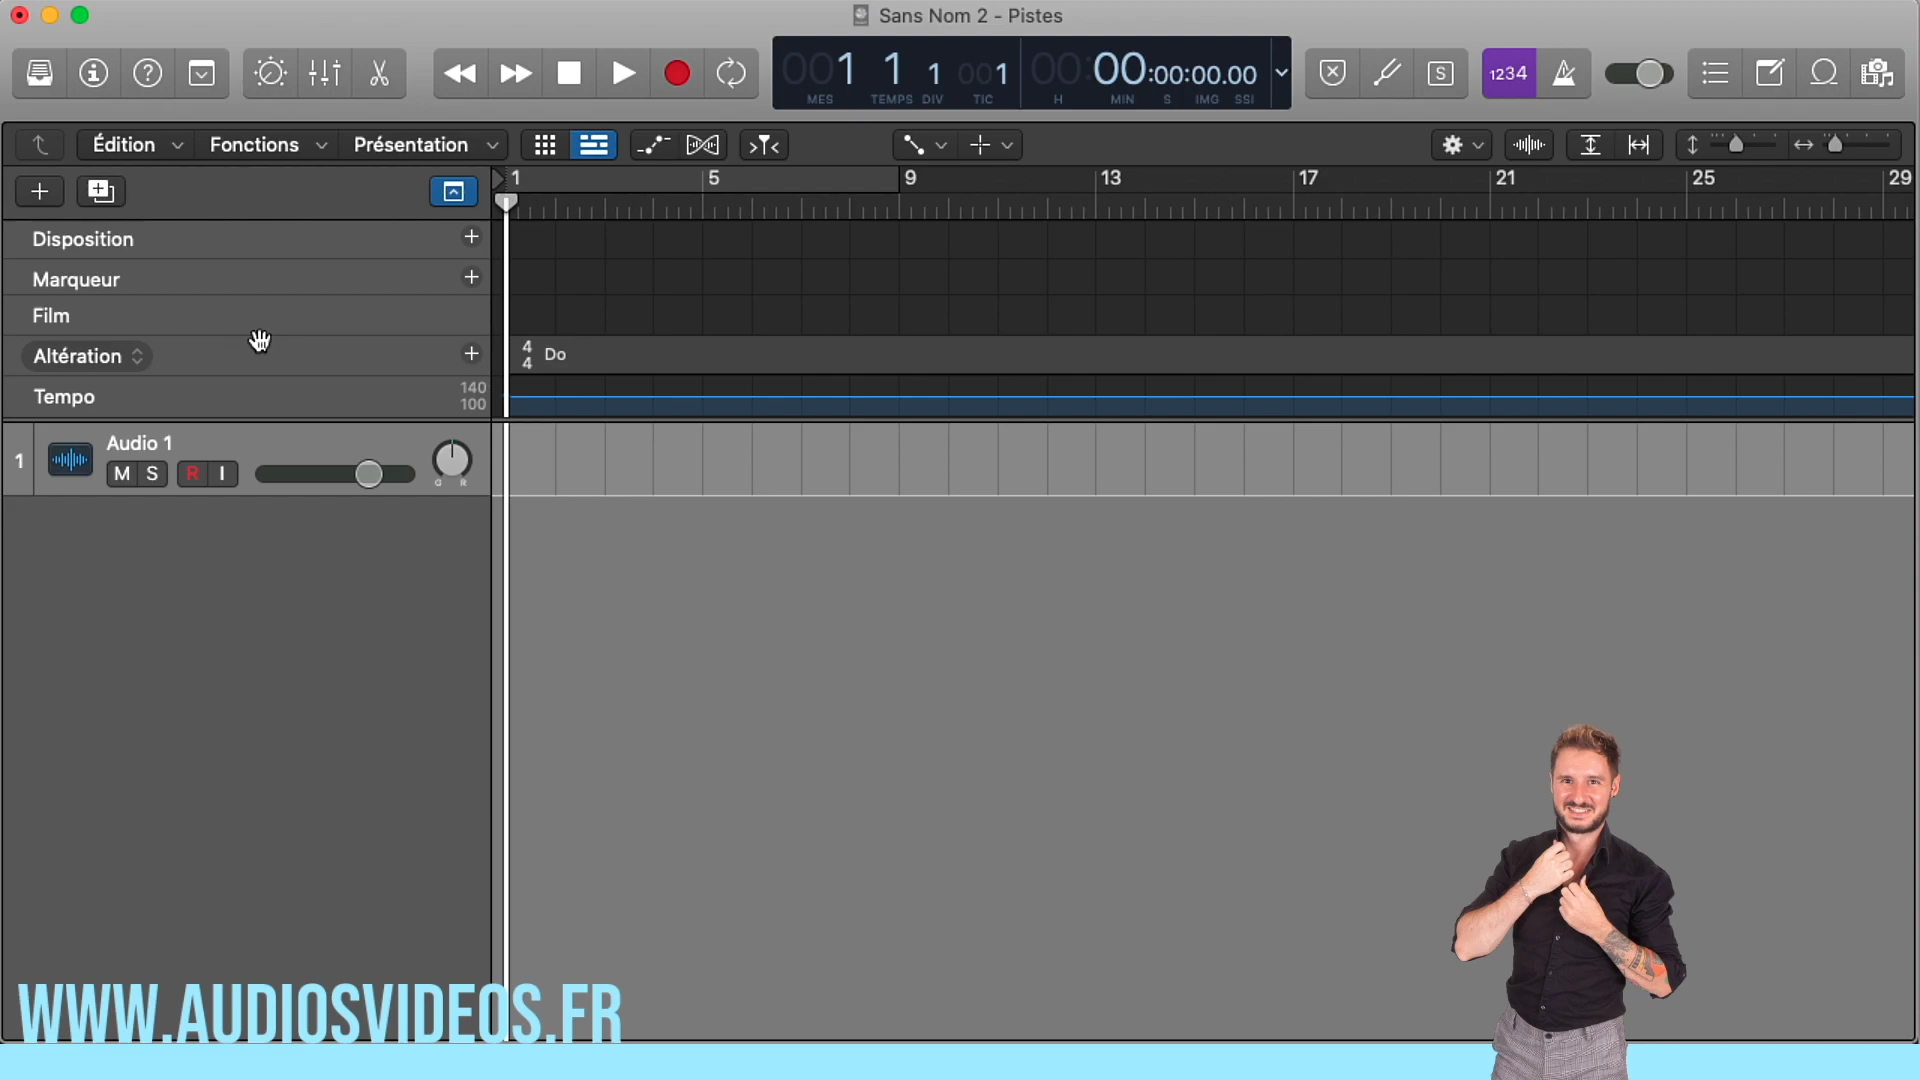 Sans Nom 2 - Pistes
001 1 1 001 00:00:00:00.00
MES TEMPS DIV TIC H MIN S IMG SSI
S 1234
Édition Fonctions Présentation
1 5 9 13 17 21 25 29
Disposition
Marqueur
Film
Altération 4 4 Do
Tempo 140 100
1 Audio 1
M S R I G R
WWW.AUDIOSVIDEOS.FR